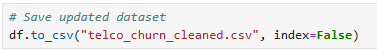 # Save updated dataset
df.to_csv("telco_churn_cleaned.csv", index=False)